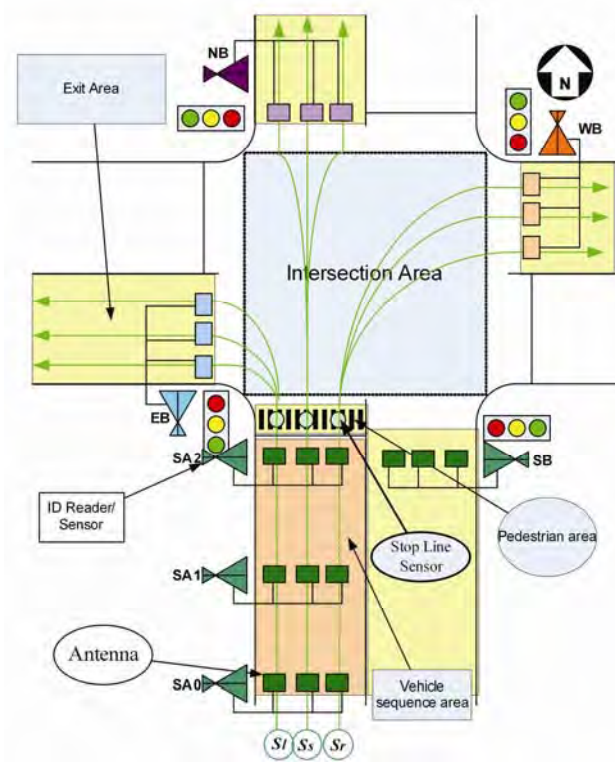 NB
Exit Area
N
WB
Intersection Area
EB
SA2
SB
ID Reader/
Sensor
Stop Line
Sensor
Pedestrian area
SA1
Antenna
Vehicle
sequence area
SA0
Sl
Ss
Sr